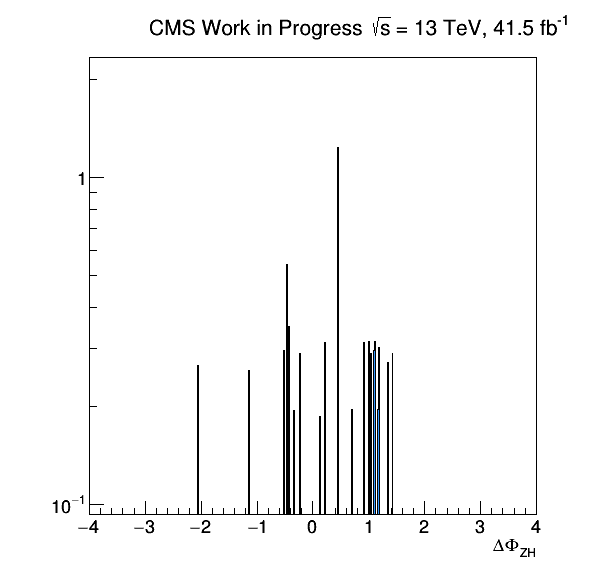 CMS Work in Progress √s = 13 TeV, 41.5 fb⁻¹
1
10⁻¹
−4 −3 −2 −1 0 1 2 3 4
ΔΦ_ZH